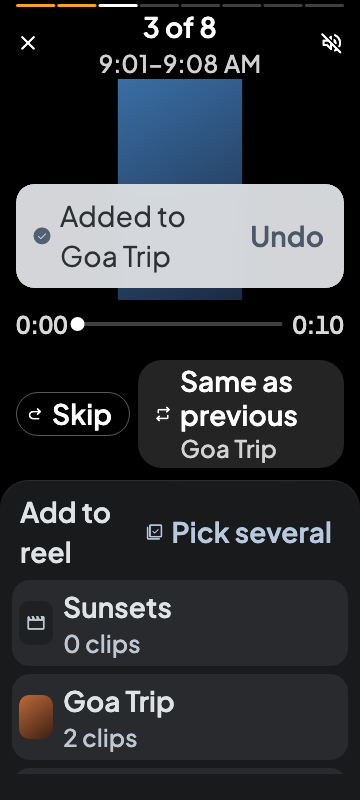 3 of 8
9:01–9:08 AM
Added to
Goa Trip
Undo
0:00
0:10
Skip
Same as
previous
Goa Trip
Add to
reel
Pick several
Sunsets
0 clips
Goa Trip
2 clips